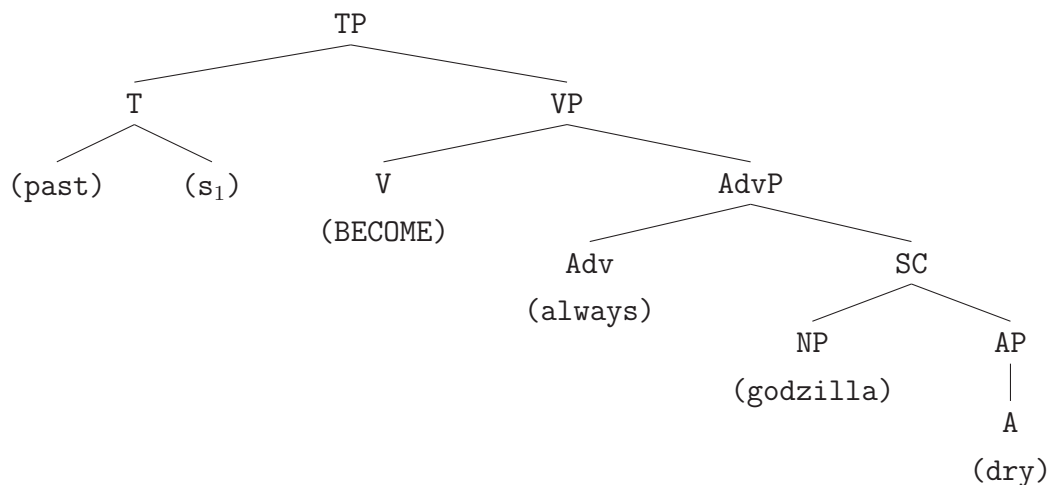 TP
T VP
(past) (s₁) V AdvP
(BECOME) Adv SC
(always) NP AP
(godzilla) A
(dry)